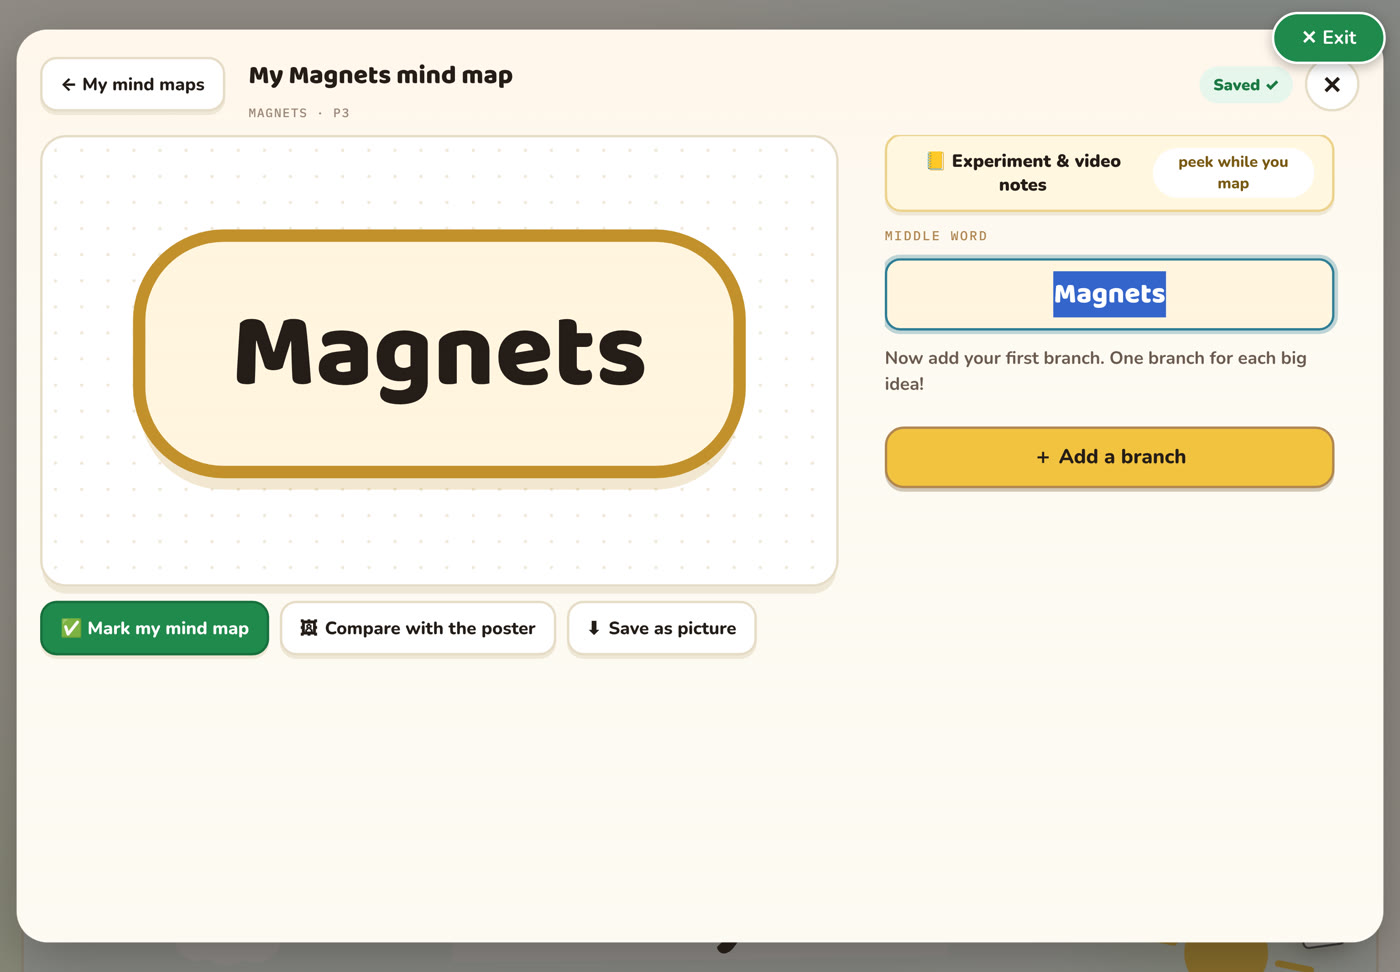 ✕ Exit
← My mind maps
My Magnets mind map
MAGNETS · P3
Saved ✓
✕
Magnets
📒 Experiment & video
notes
peek while you
map
MIDDLE WORD
Magnets
Now add your first branch. One branch for each big
idea!
+ Add a branch
✅ Mark my mind map
🖼 Compare with the poster
⬇ Save as picture